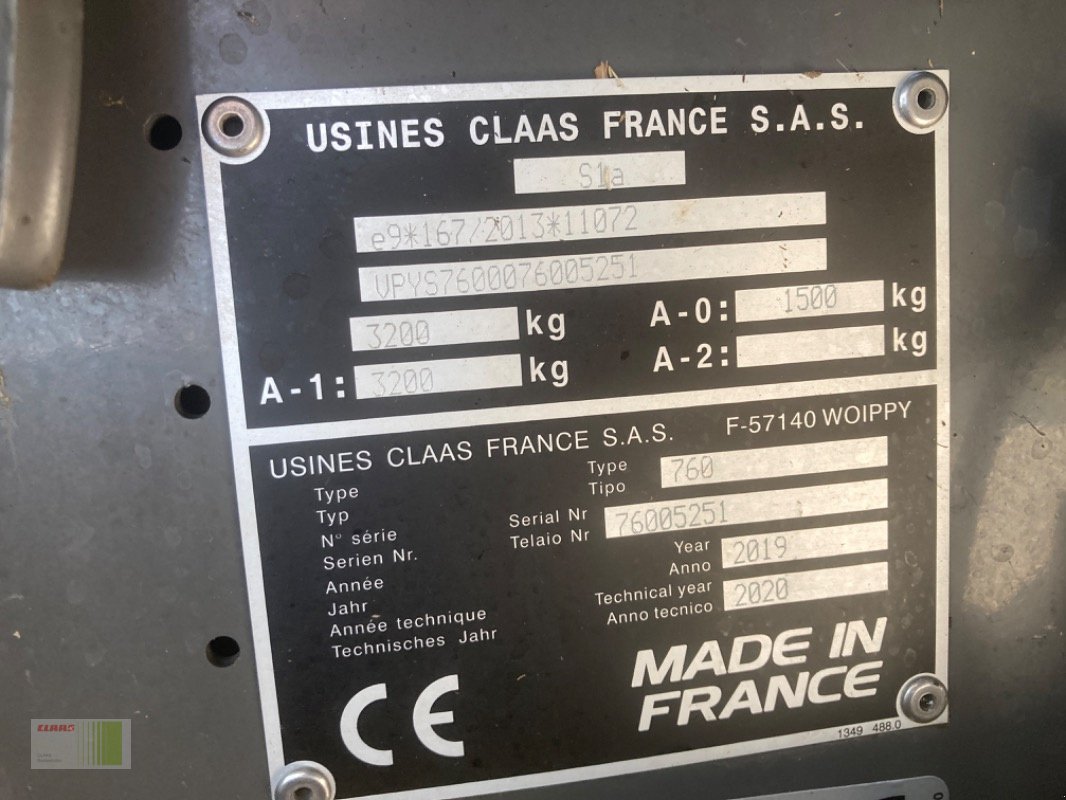 USINES CLAAS FRANCE S.A.S.
S1a
e9*167/2013*11072
VPYS7600076005251
3200 kg A-0: 1500 kg
A-1: 3200 kg A-2: kg
USINES CLAAS FRANCE S.A.S. F-57140 WOIPPY
Type
Typ
Type
Tipo
760
N° série
Serien Nr.
Serial Nr
Telaio Nr
76005251
Année
Jahr
Year
Anno
2019
Année technique
Technisches Jahr
Technical year
Anno tecnico
2020
CE
MADE IN
FRANCE
1349 488.0
CLAAS